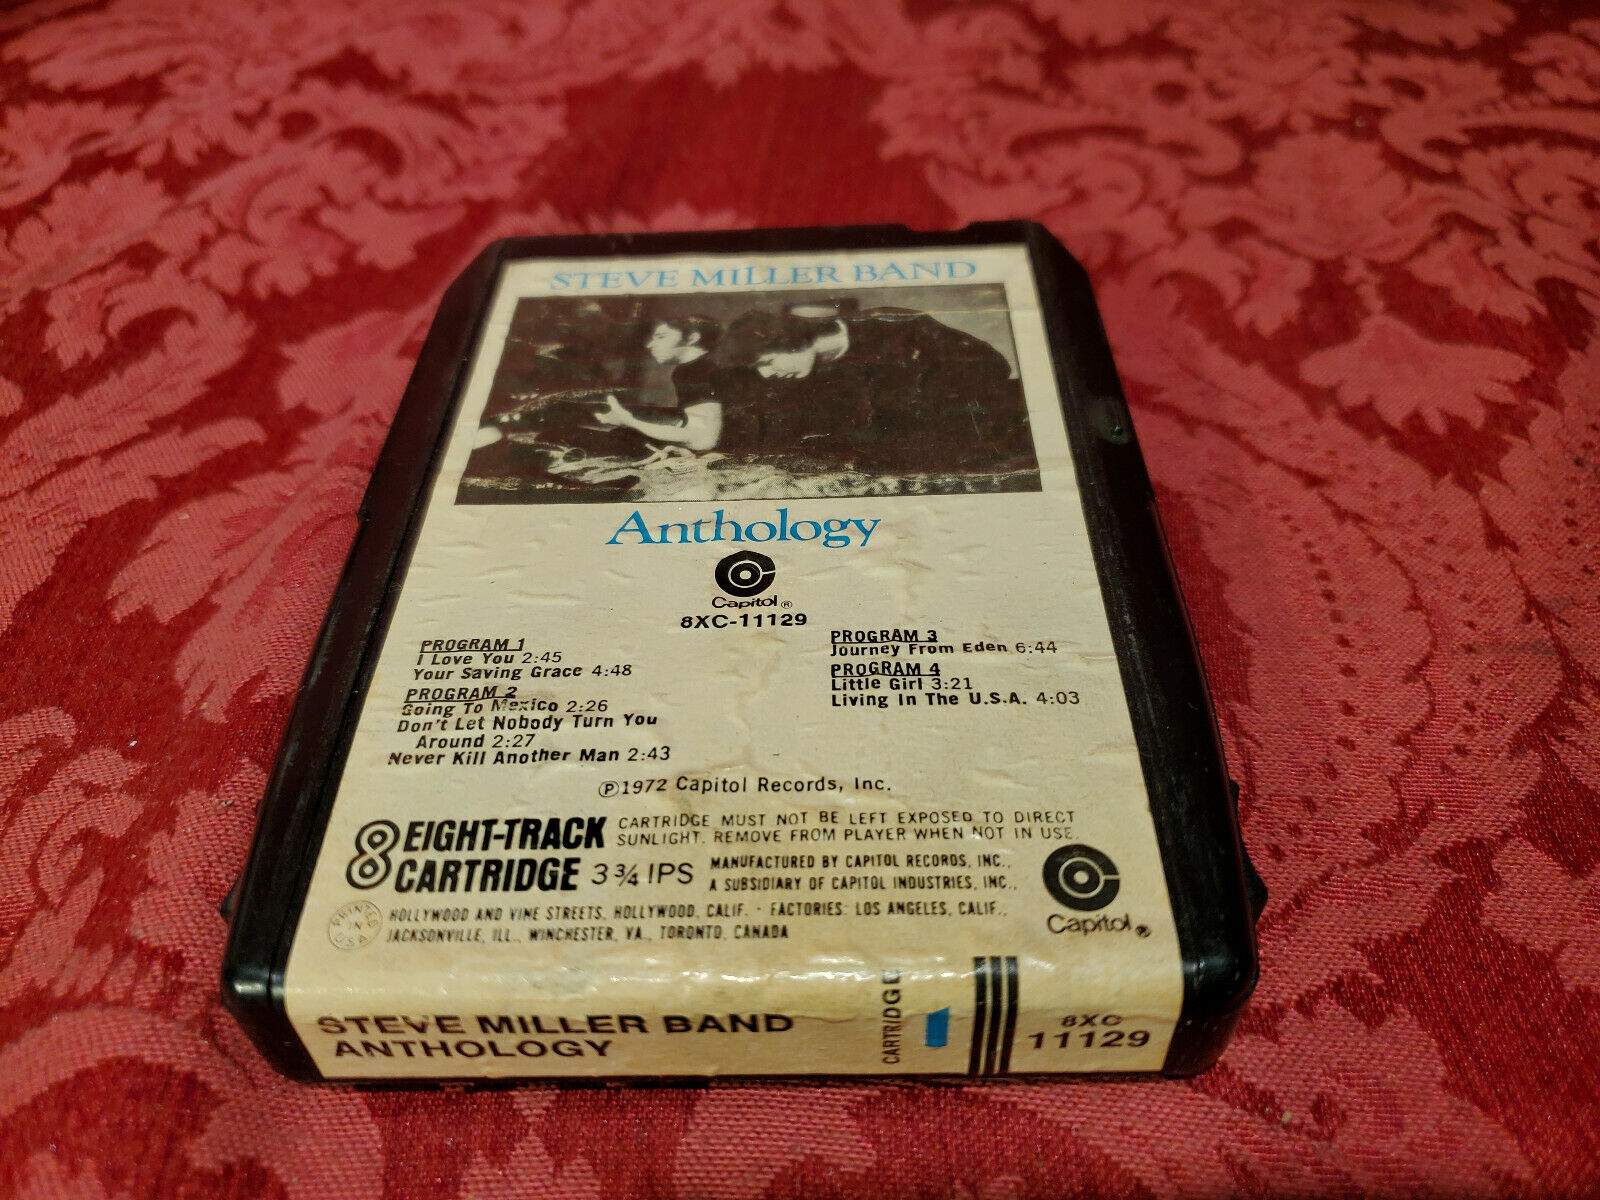 STEVE MILLER BAND
Anthology
Capitol®
8XC-11129
PROGRAM 1
I Love You 2:45
Your Saving Grace 4:48
PROGRAM 2
Going To Mexico 2:26
Don't Let Nobody Turn You
Around 2:27
Never Kill Another Man 2:43
PROGRAM 3
Journey From Eden 6:44
PROGRAM 4
Little Girl 3:21
Living In The U.S.A. 4:03
Ⓟ1972 Capitol Records, Inc.
8 EIGHT-TRACK
CARTRIDGE 3 3/4 IPS
CARTRIDGE MUST NOT BE LEFT EXPOSED TO DIRECT
SUNLIGHT. REMOVE FROM PLAYER WHEN NOT IN USE.
MANUFACTURED BY CAPITOL RECORDS, INC.,
A SUBSIDIARY OF CAPITOL INDUSTRIES, INC.,
HOLLYWOOD AND VINE STREETS, HOLLYWOOD, CALIF. · FACTORIES: LOS ANGELES, CALIF.,
JACKSONVILLE, ILL., WINCHESTER, VA., TORONTO, CANADA
PRINTED
IN
U.S.A.
Capitol®
STEVE MILLER BAND
ANTHOLOGY
CARTRIDGE
8XC
11129